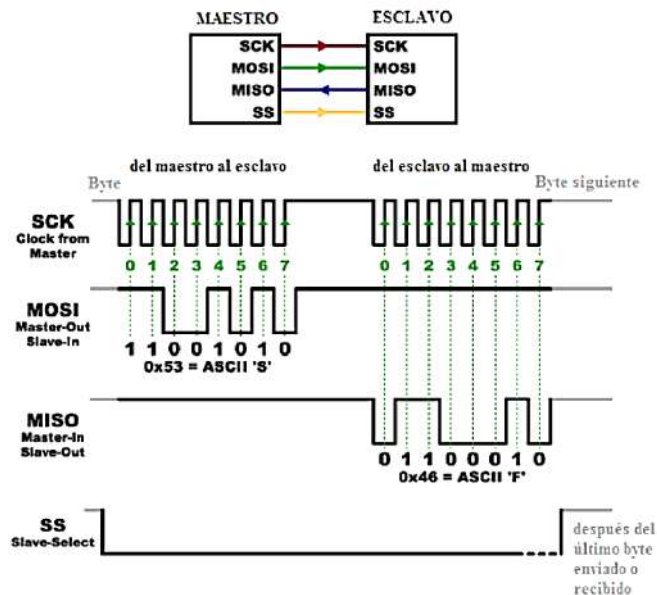 MAESTRO
ESCLAVO
SCK
SCK
MOSI
MOSI
MISO
MISO
SS
SS
del maestro al esclavo
del esclavo al maestro
Byte
Byte siguiente
SCK
Clock from
Master
0 1 2 3 4 5 6 7
0 1 2 3 4 5 6 7
MOSI
Master-Out
Slave-In
1 1 0 0 1 0 1 0
0x53 = ASCII 'S'
MISO
Master-In
Slave-Out
0 1 1 0 0 0 1 0
0x46 = ASCII 'F'
SS
Slave-Select
después del
último byte
enviado o
recibido